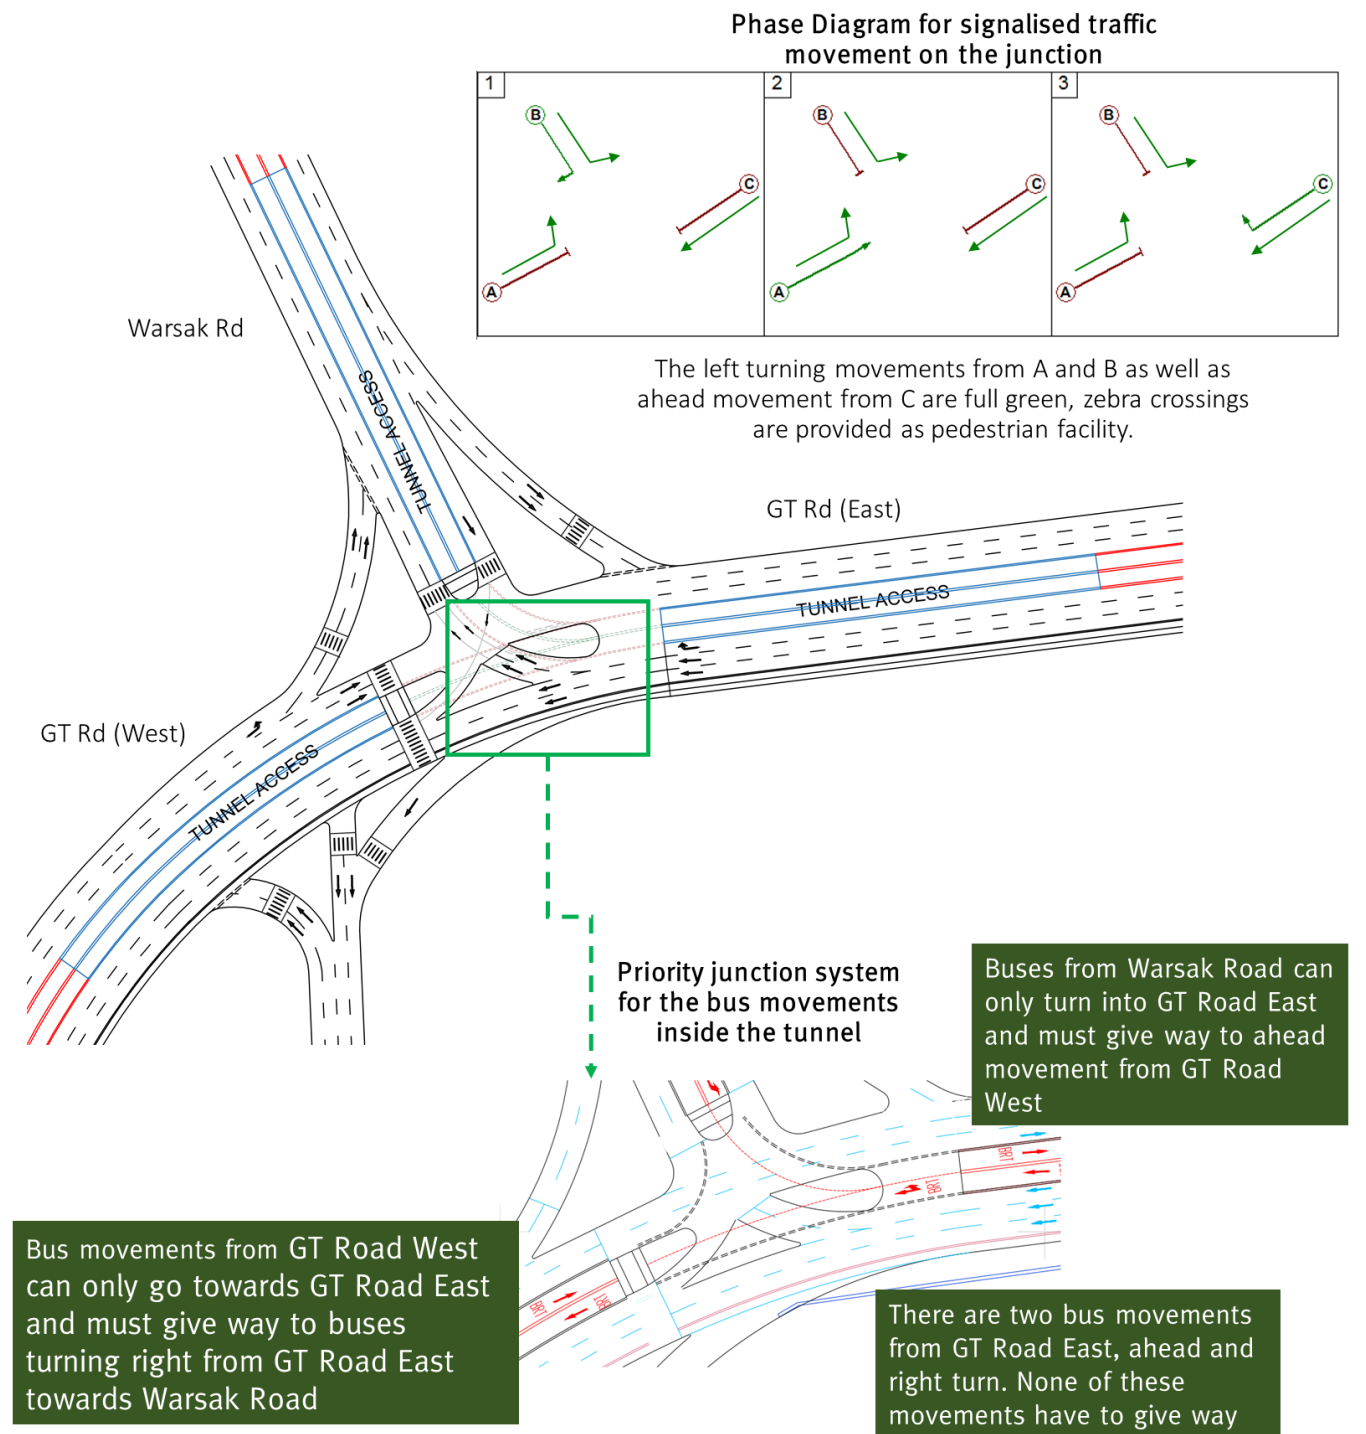 Phase Diagram for signalised traffic
movement on the junction
1
2
3
B
B
B
C
C
C
A
A
A
The left turning movements from A and B as well as
ahead movement from C are full green, zebra crossings
are provided as pedestrian facility.
Warsak Rd
TUNNEL ACCESS
GT Rd (East)
TUNNEL ACCESS
GT Rd (West)
TUNNEL ACCESS
Priority junction system
for the bus movements
inside the tunnel
Buses from Warsak Road can
only turn into GT Road East
and must give way to ahead
movement from GT Road
West
BRT
BRT
BRT
BRT
Bus movements from GT Road West
can only go towards GT Road East
and must give way to buses
turning right from GT Road East
towards Warsak Road
There are two bus movements
from GT Road East, ahead and
right turn. None of these
movements have to give way